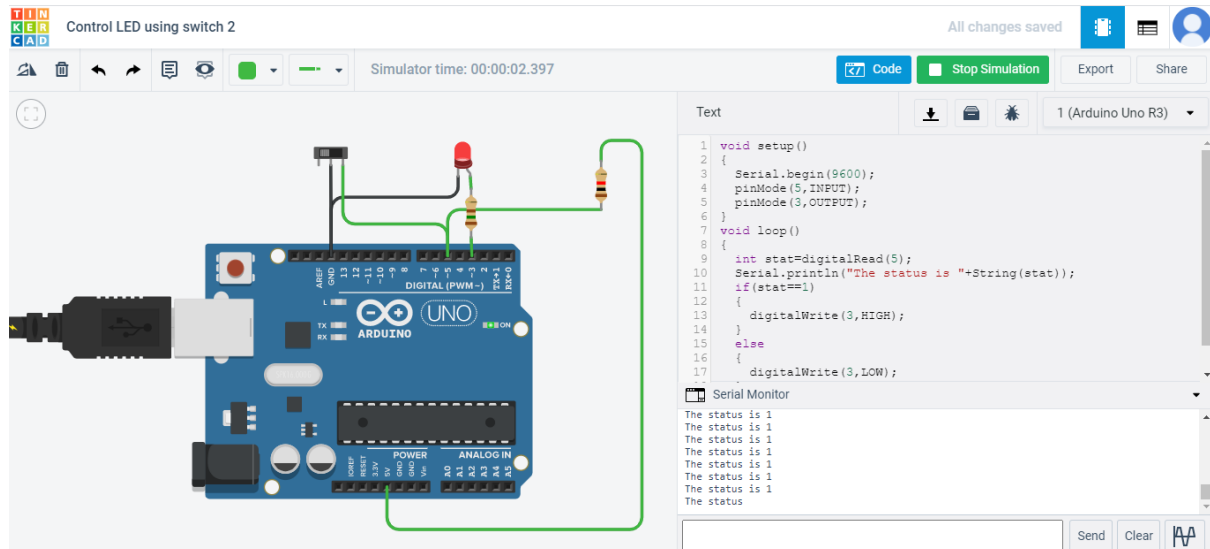 TIN
KER
CAD
Control LED using switch 2
All changes saved
Simulator time: 00:00:02.397
Code
Stop Simulation
Export
Share
Text
1 (Arduino Uno R3)
1 void setup()
2 {
3 Serial.begin(9600);
4 pinMode(5,INPUT);
5 pinMode(3,OUTPUT);
6 }
7 void loop()
8 {
9 int stat=digitalRead(5);
10 Serial.println("The status is "+String(stat));
11 if(stat==1)
12 {
13 digitalWrite(3,HIGH);
14 }
15 else
16 {
17 digitalWrite(3,LOW);
AREF
GND
13
12
~11
~10
~9
8
7
~6
~5
4
~3
2
TX→1
RX←0
DIGITAL (PWM~)
L
TX
RX
ARDUINO
UNO
ON
POWER
ANALOG IN
IOREF
RESET
3.3V
5V
GND
GND
Vin
A0
A1
A2
A3
A4
A5
Serial Monitor
The status is 1
The status is 1
The status is 1
The status is 1
The status is 1
The status is 1
The status is 1
The status
Send
Clear